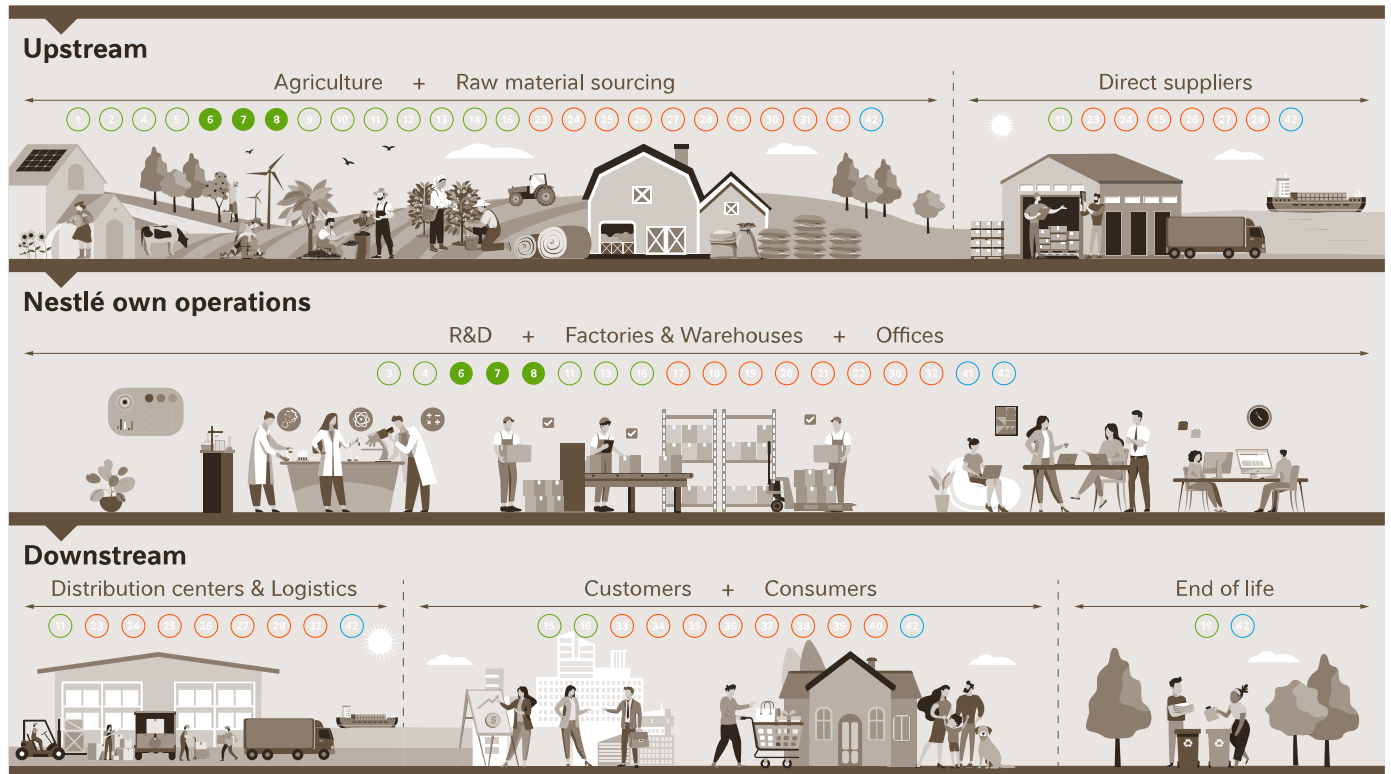 Upstream
Agriculture + Raw material sourcing
Direct suppliers
1 2 4 5 6 7 8 9 10 11 12 13 14 16 23 24 25 26 27 28 29 30 31 32 42
11 23 24 25 26 27 28 42
Nestlé own operations
R&D + Factories & Warehouses + Offices
3 4 6 7 8 11 13 16 17 18 19 20 21 22 30 32 41 42
Downstream
Distribution centers & Logistics
Customers + Consumers
End of life
11 23 24 25 26 27 28 32 42
15 16 33 34 35 36 37 38 39 40 42
15 42
$